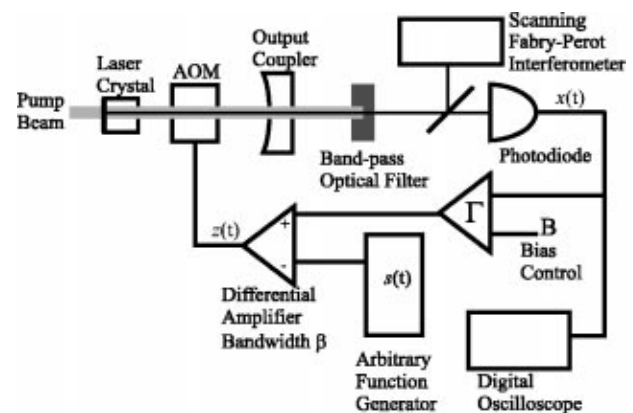 Scanning
Fabry-Perot
Interferometer
Output
Coupler
Laser
Crystal
AOM
Pump
Beam
x(t)
Photodiode
Band-pass
Optical Filter
Γ
B
Bias
Control
z(t)
+
-
s(t)
Differential
Amplifier
Bandwidth β
Arbitrary
Function
Generator
Digital
Oscilloscope